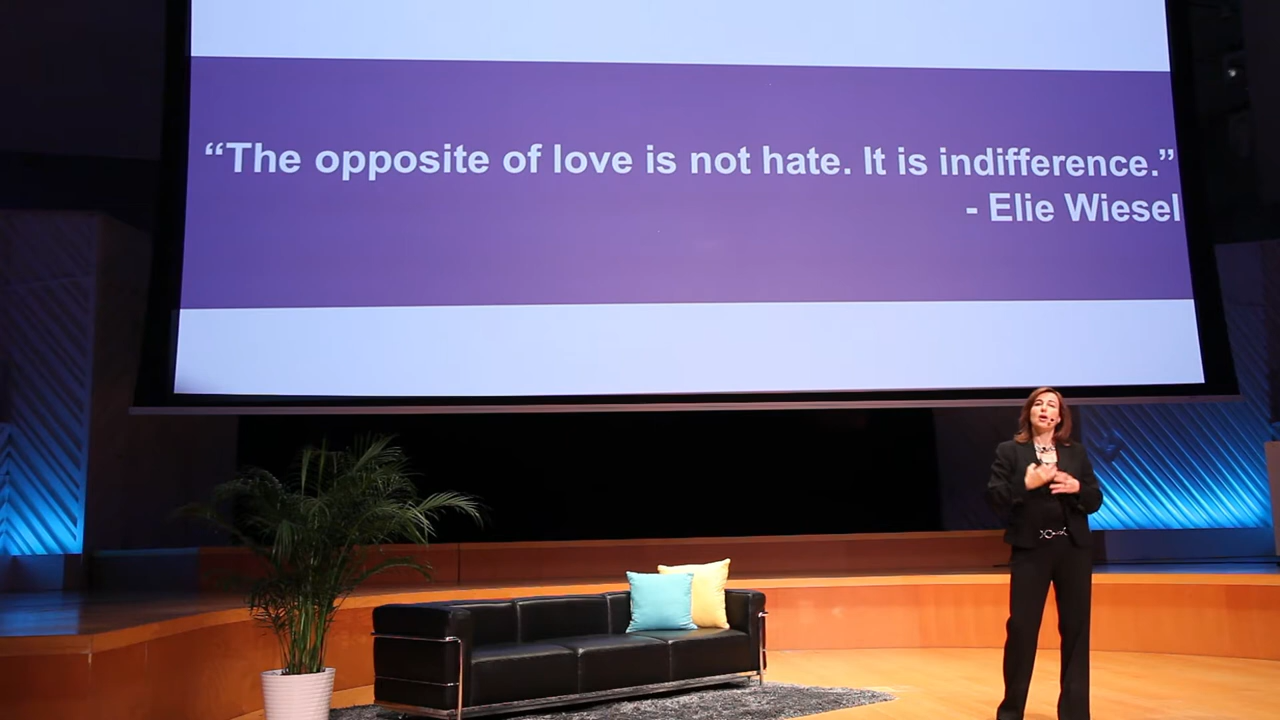 “The opposite of love is not hate. It is indifference.”
- Elie Wiesel